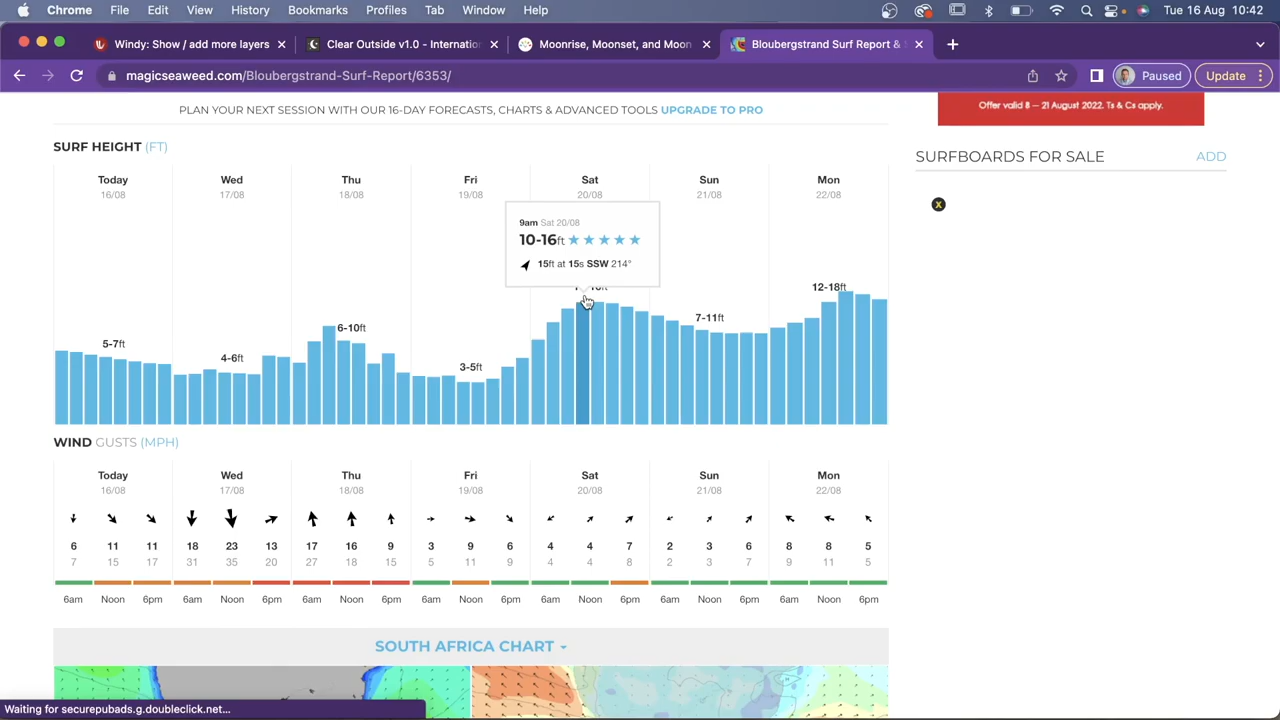 Chrome File Edit View History Bookmarks Profiles Tab Window Help Tue 16 Aug 10:42
Windy: Show / add more layers Clear Outside v1.0 - Internatio Moonrise, Moonset, and Moon Bloubergstrand Surf Report &
magicseaweed.com/Bloubergstrand-Surf-Report/6353/ Paused Update
PLAN YOUR NEXT SESSION WITH OUR 16-DAY FORECASTS, CHARTS & ADVANCED TOOLS UPGRADE TO PRO
Offer valid 8 – 21 August 2022. Ts & Cs apply.
SURF HEIGHT (FT)
SURFBOARDS FOR SALE ADD
Today Wed Thu Fri Sat Sun Mon
16/08 17/08 18/08 19/08 20/08 21/08 22/08
X
9am Sat 20/08
10-16ft
15ft at 15s SSW 214°
12-18ft
7-11ft
6-10ft
5-7ft
4-6ft
3-5ft
WIND GUSTS (MPH)
Today Wed Thu Fri Sat Sun Mon
16/08 17/08 18/08 19/08 20/08 21/08 22/08
6 11 11 18 23 13 17 16 9 3 9 6 4 4 7 2 3 6 8 8 5
7 15 17 31 35 20 27 18 15 5 11 9 4 4 8 5 3 7 9 11 5
6am Noon 6pm 6am Noon 6pm 6am Noon 6pm 6am Noon 6pm 6am Noon 6pm 6am Noon 6pm 6am Noon 6pm
SOUTH AFRICA CHART
Waiting for securepubads.g.doubleclick.net...